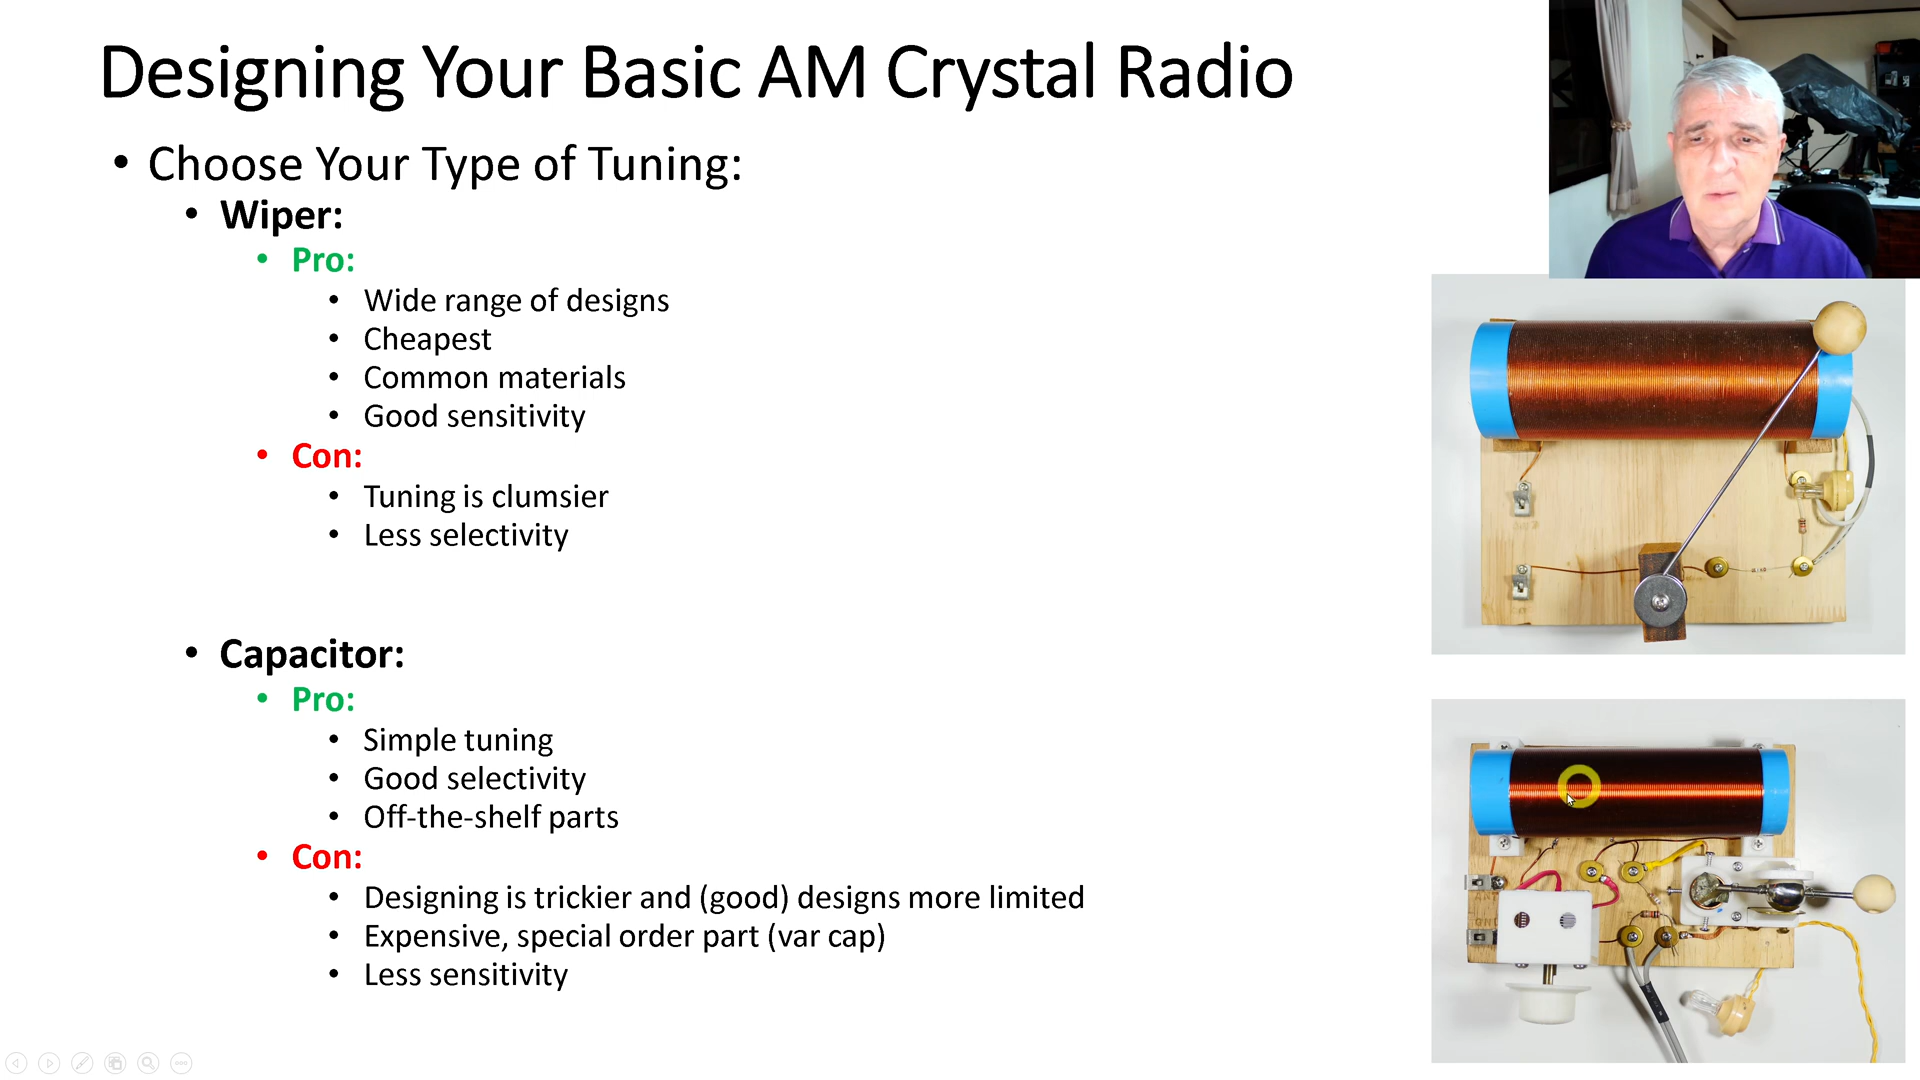 Designing Your Basic AM Crystal Radio
• Choose Your Type of Tuning:
• Wiper:
• Pro:
• Wide range of designs
• Cheapest
• Common materials
• Good sensitivity
• Con:
• Tuning is clumsier
• Less selectivity
• Capacitor:
• Pro:
• Simple tuning
• Good selectivity
• Off-the-shelf parts
• Con:
• Designing is trickier and (good) designs more limited
• Expensive, special order part (var cap)
• Less sensitivity